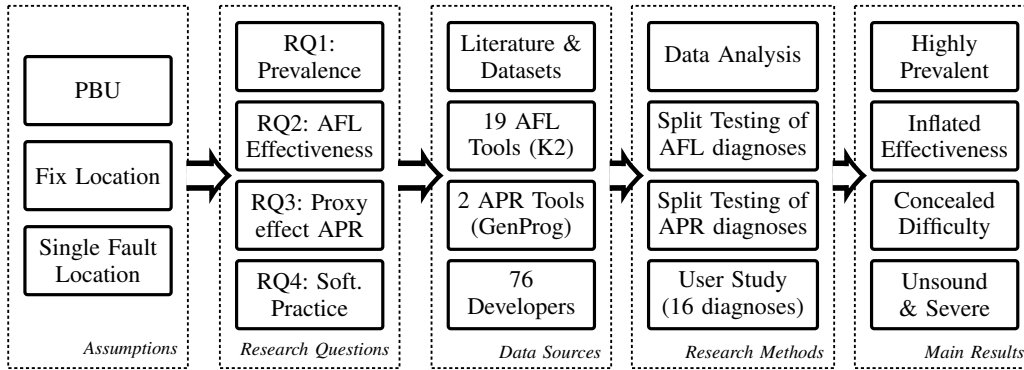 PBU
Fix Location
Single Fault
Location
Assumptions
RQ1:
Prevalence
RQ2: AFL
Effectiveness
RQ3: Proxy
effect APR
RQ4: Soft.
Practice
Research Questions
Literature &
Datasets
19 AFL
Tools (K2)
2 APR Tools
(GenProg)
76
Developers
Data Sources
Data Analysis
Split Testing of
AFL diagnoses
Split Testing of
APR diagnoses
User Study
(16 diagnoses)
Research Methods
Highly
Prevalent
Inflated
Effectiveness
Concealed
Difficulty
Unsound
& Severe
Main Results